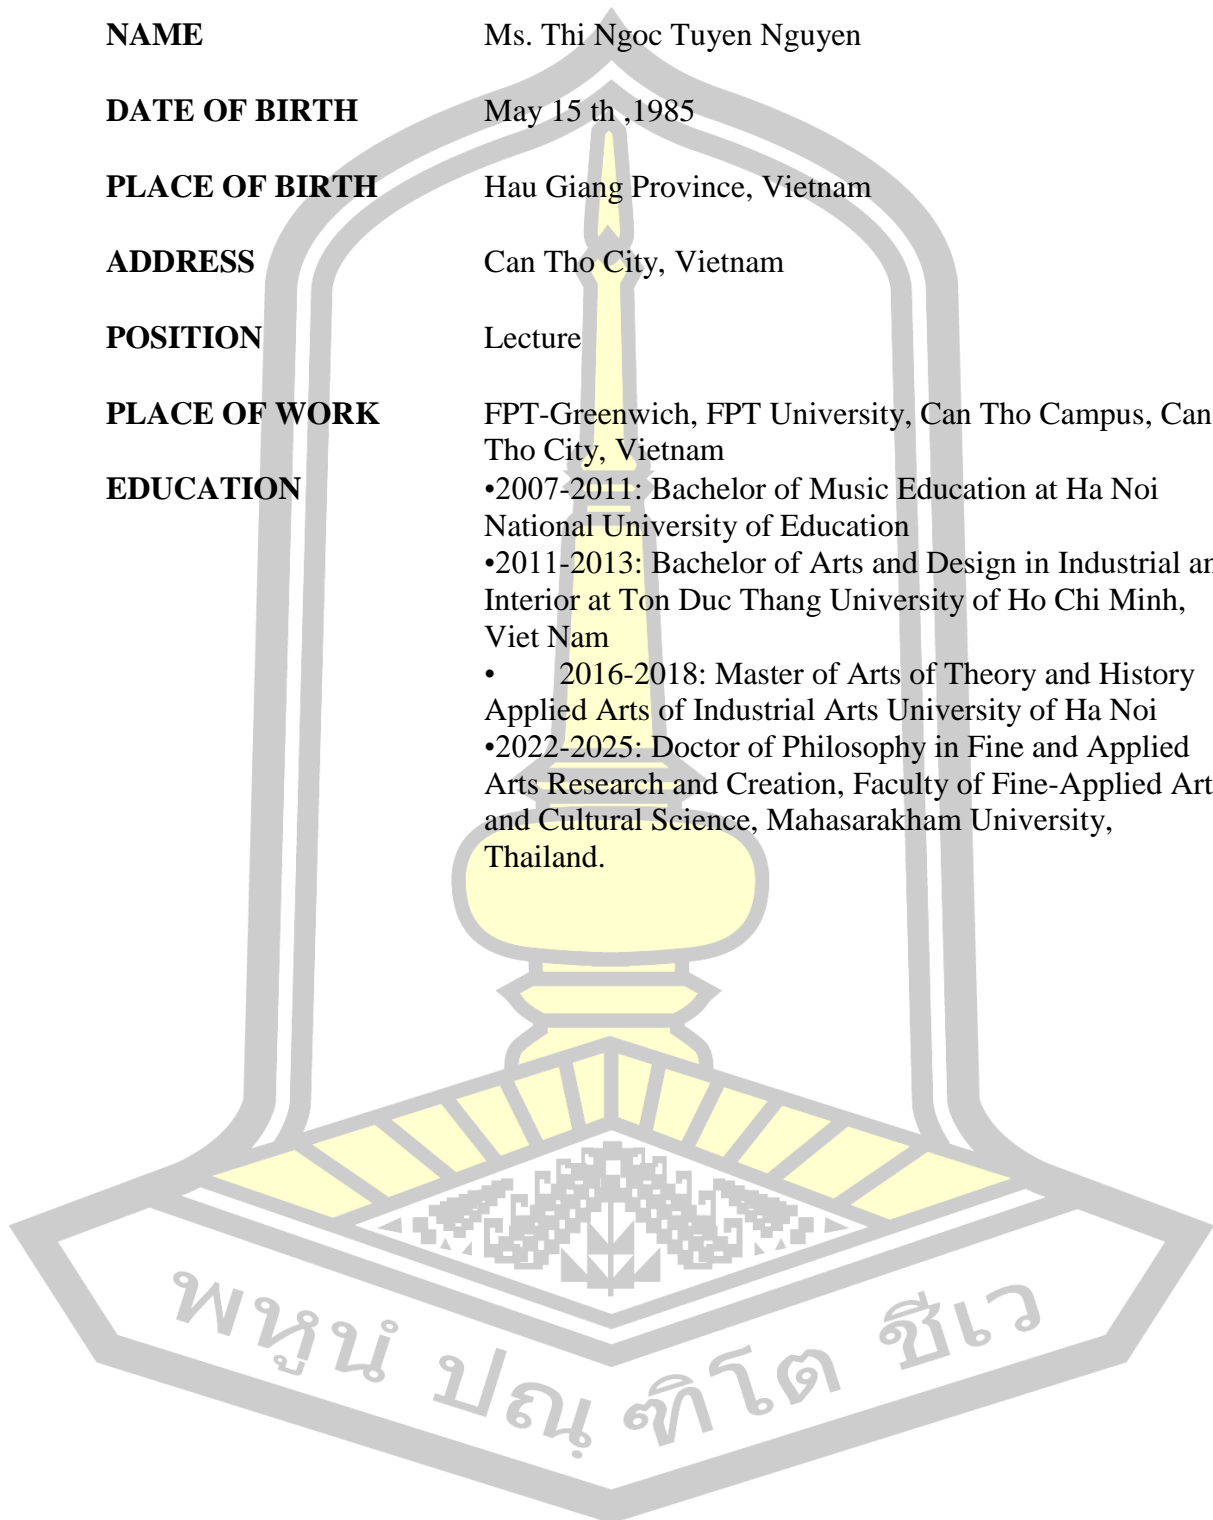 NAME Ms. Thi Ngoc Tuyen Nguyen
DATE OF BIRTH May 15 th ,1985
PLACE OF BIRTH Hau Giang Province, Vietnam
ADDRESS Can Tho City, Vietnam
POSITION Lecture
PLACE OF WORK FPT-Greenwich, FPT University, Can Tho Campus, Can
Tho City, Vietnam
EDUCATION •2007-2011: Bachelor of Music Education at Ha Noi
National University of Education
•2011-2013: Bachelor of Arts and Design in Industrial an
Interior at Ton Duc Thang University of Ho Chi Minh,
Viet Nam
• 2016-2018: Master of Arts of Theory and History
Applied Arts of Industrial Arts University of Ha Noi
•2022-2025: Doctor of Philosophy in Fine and Applied
Arts Research and Creation, Faculty of Fine-Applied Art
and Cultural Science, Mahasarakham University,
Thailand.
พหูนํ ปณฺฑิโต ชีเว